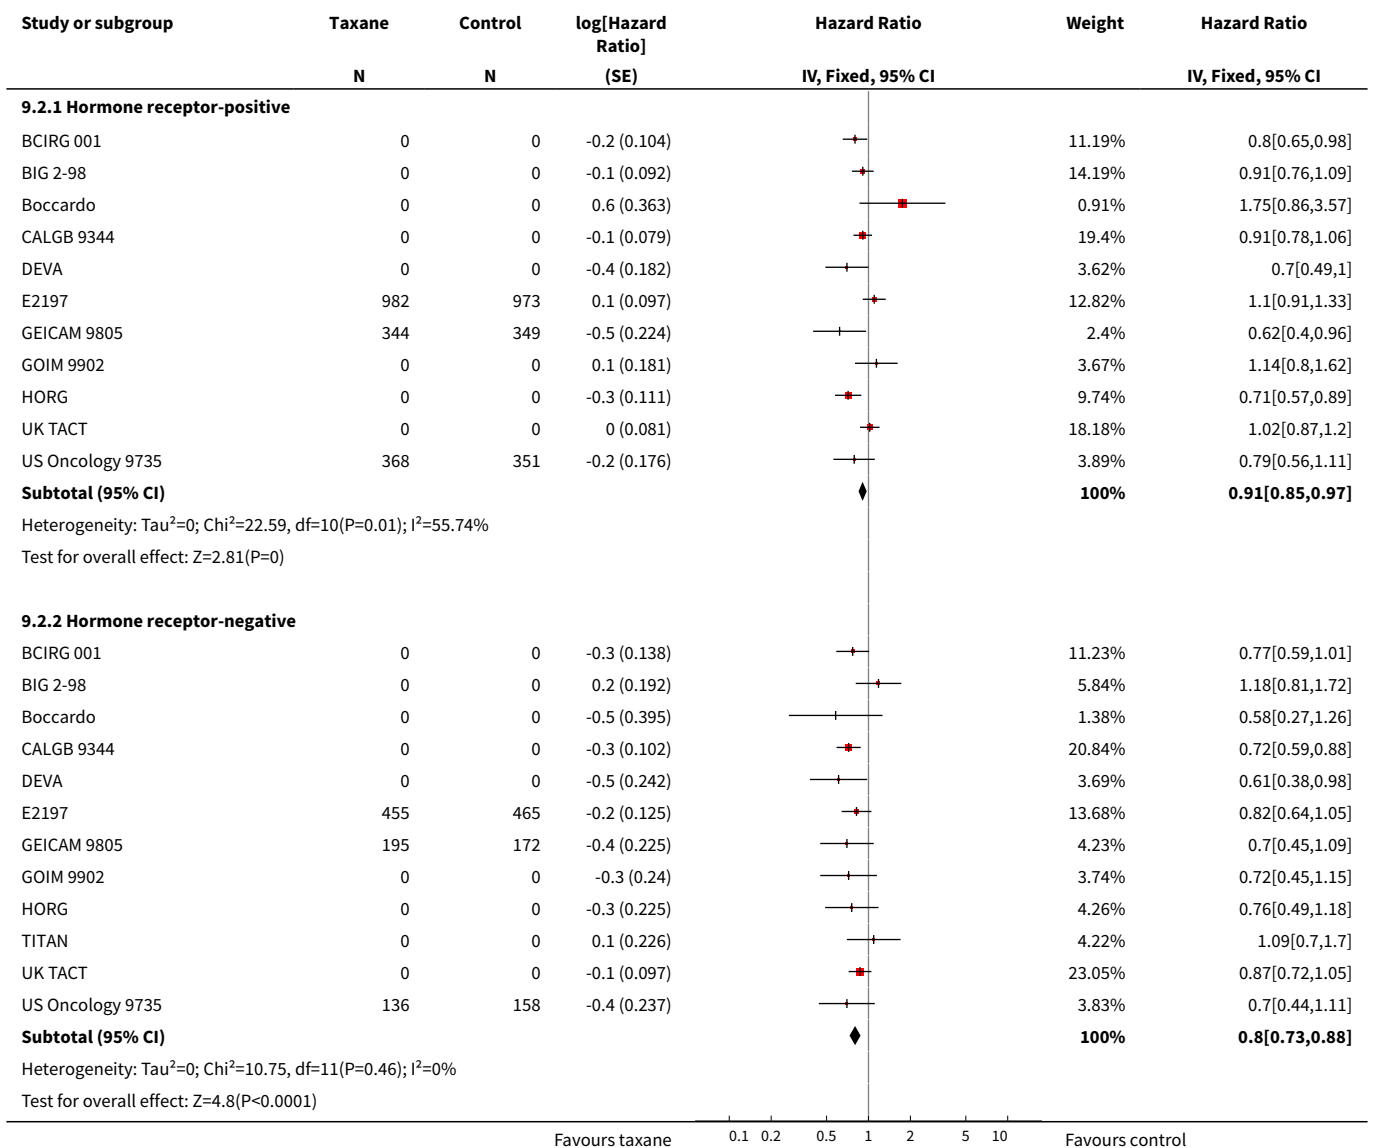 Study or subgroup Taxane Control log[Hazard Ratio] Hazard Ratio Weight Hazard Ratio
N N (SE) IV, Fixed, 95% CI IV, Fixed, 95% CI
9.2.1 Hormone receptor-positive
BCIRG 001 0 0 -0.2 (0.104) 11.19% 0.8[0.65,0.98]
BIG 2-98 0 0 -0.1 (0.092) 14.19% 0.91[0.76,1.09]
Boccardo 0 0 0.6 (0.363) 0.91% 1.75[0.86,3.57]
CALGB 9344 0 0 -0.1 (0.079) 19.4% 0.91[0.78,1.06]
DEVA 0 0 -0.4 (0.182) 3.62% 0.7[0.49,1]
E2197 982 973 0.1 (0.097) 12.82% 1.1[0.91,1.33]
GEICAM 9805 344 349 -0.5 (0.224) 2.4% 0.62[0.4,0.96]
GOIM 9902 0 0 0.1 (0.181) 3.67% 1.14[0.8,1.62]
HORG 0 0 -0.3 (0.111) 9.74% 0.71[0.57,0.89]
UK TACT 0 0 0 (0.081) 18.18% 1.02[0.87,1.2]
US Oncology 9735 368 351 -0.2 (0.176) 3.89% 0.79[0.56,1.11]
Subtotal (95% CI) 100% 0.91[0.85,0.97]
Heterogeneity: Tau²=0; Chi²=22.59, df=10(P=0.01); I²=55.74%
Test for overall effect: Z=2.81(P=0)
9.2.2 Hormone receptor-negative
BCIRG 001 0 0 -0.3 (0.138) 11.23% 0.77[0.59,1.01]
BIG 2-98 0 0 0.2 (0.192) 5.84% 1.18[0.81,1.72]
Boccardo 0 0 -0.5 (0.395) 1.38% 0.58[0.27,1.26]
CALGB 9344 0 0 -0.3 (0.102) 20.84% 0.72[0.59,0.88]
DEVA 0 0 -0.5 (0.242) 3.69% 0.61[0.38,0.98]
E2197 455 465 -0.2 (0.125) 13.68% 0.82[0.64,1.05]
GEICAM 9805 195 172 -0.4 (0.225) 4.23% 0.7[0.45,1.09]
GOIM 9902 0 0 -0.3 (0.24) 3.74% 0.72[0.45,1.15]
HORG 0 0 -0.3 (0.225) 4.26% 0.76[0.49,1.18]
TITAN 0 0 0.1 (0.226) 4.22% 1.09[0.7,1.7]
UK TACT 0 0 -0.1 (0.097) 23.05% 0.87[0.72,1.05]
US Oncology 9735 136 158 -0.4 (0.237) 3.83% 0.7[0.44,1.11]
Subtotal (95% CI) 100% 0.8[0.73,0.88]
Heterogeneity: Tau²=0; Chi²=10.75, df=11(P=0.46); I²=0%
Test for overall effect: Z=4.8(P<0.0001)
Favours taxane 0.1 0.2 0.5 1 2 5 10 Favours control